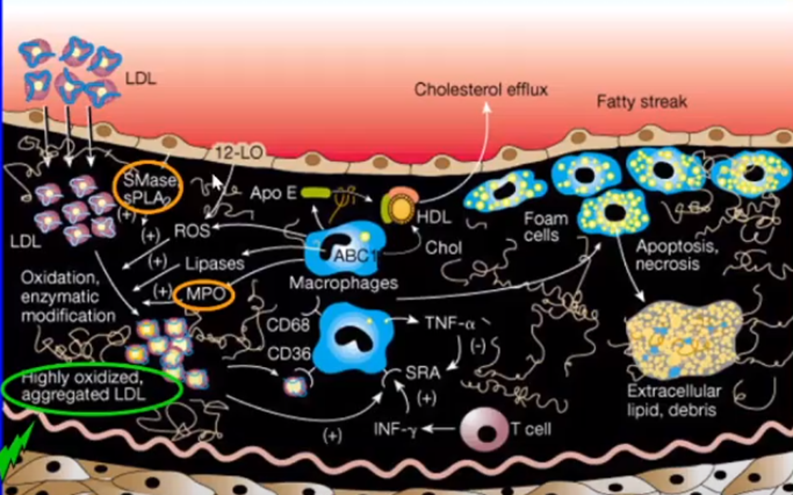 LDL
Cholesterol efflux
Fatty streak
12-LO
SMase,
sPLA₂
(+)
Apo E
HDL
LDL
(+)
ROS
Foam
cells
ABC1
Chol
Apoptosis,
necrosis
(+)
Lipases
Macrophages
Oxidation,
enzymatic
modification
(+)
MPO
CD68
TNF-α
CD36
(-)
SRA
Highly oxidized,
aggregated LDL
(+)
Extracellular
lipid, debris
(+)
INF-γ
T cell